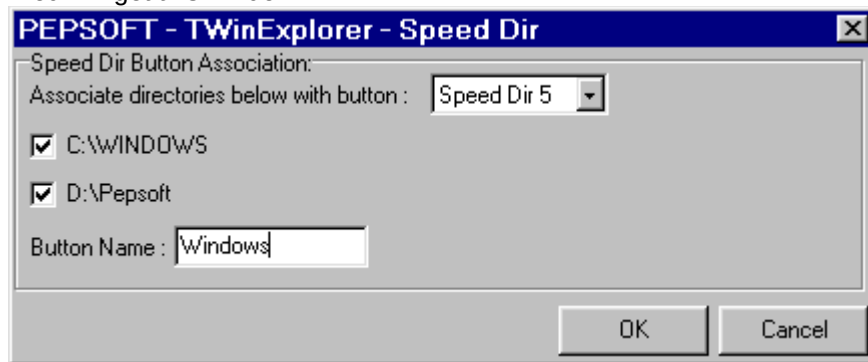 PEPSOFT - TWinExplorer - Speed Dir
Speed Dir Button Association:
Associate directories below with button : Speed Dir 5
C:\WINDOWS
D:\Pepsoft
Button Name : Windows
OK Cancel